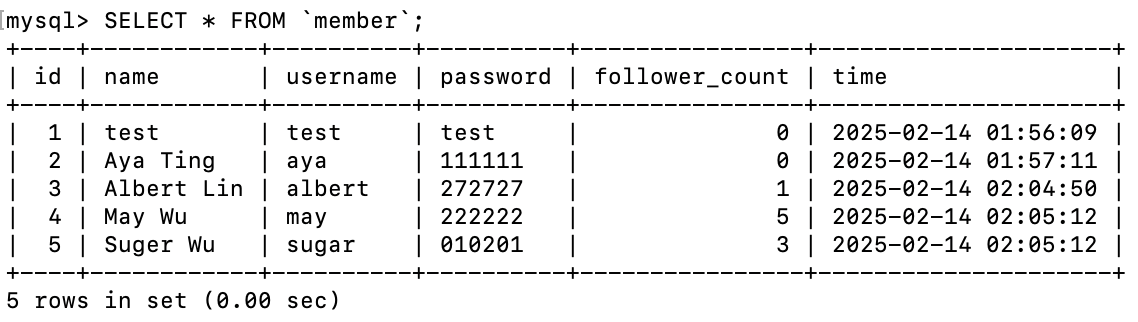 mysql> SELECT * FROM `member`;
+----+------------+----------+----------+----------------+---------------------+
| id | name       | username | password | follower_count | time                |
+----+------------+----------+----------+----------------+---------------------+
|  1 | test       | test     | test     |              0 | 2025-02-14 01:56:09 |
|  2 | Aya Ting   | aya      | 111111   |              0 | 2025-02-14 01:57:11 |
|  3 | Albert Lin | albert   | 272727   |              1 | 2025-02-14 02:04:50 |
|  4 | May Wu     | may      | 222222   |              5 | 2025-02-14 02:05:12 |
|  5 | Suger Wu   | sugar    | 010201   |              3 | 2025-02-14 02:05:12 |
+----+------------+----------+----------+----------------+---------------------+
5 rows in set (0.00 sec)